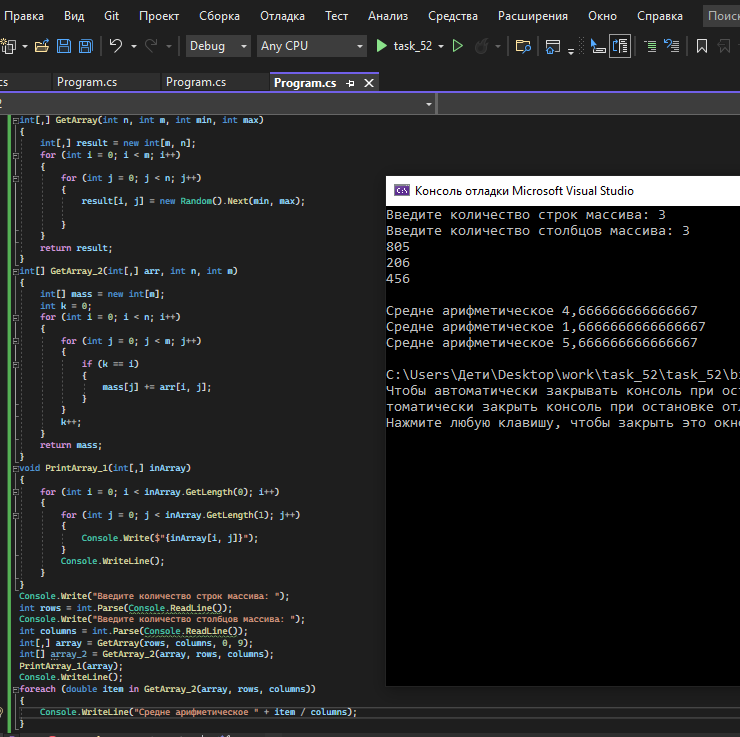 Правка Вид Git Проект Сборка Отладка Тест Анализ Средства Расширения Окно Справка Поиск
Debug Any CPU task_52
cs Program.cs Program.cs Program.cs
2
int[,] GetArray(int n, int m, int min, int max)
{
int[,] result = new int[m, n];
for (int i = 0; i < m; i++)
{
for (int j = 0; j < n; j++)
{
result[i, j] = new Random().Next(min, max);
}
}
return result;
}
int[] GetArray_2(int[,] arr, int n, int m)
{
int[] mass = new int[m];
int k = 0;
for (int i = 0; i < n; i++)
{
for (int j = 0; j < m; j++)
{
if (k == i)
{
mass[j] += arr[i, j];
}
}
k++;
}
return mass;
}
void PrintArray_1(int[,] inArray)
{
for (int i = 0; i < inArray.GetLength(0); i++)
{
for (int j = 0; j < inArray.GetLength(1); j++)
{
Console.Write($"{inArray[i, j]}");
}
Console.WriteLine();
}
}
Console.Write("Введите количество строк массива: ");
int rows = int.Parse(Console.ReadLine());
Console.Write("Введите количество столбцов массива: ");
int columns = int.Parse(Console.ReadLine());
int[,] array = GetArray(rows, columns, 0, 9);
int[] array_2 = GetArray_2(array, rows, columns);
PrintArray_1(array);
Console.WriteLine();
foreach (double item in GetArray_2(array, rows, columns))
{
Console.WriteLine("Средне арифметическое " + item / columns);
}
Консоль отладки Microsoft Visual Studio
Введите количество строк массива: 3
Введите количество столбцов массива: 3
805
206
456
Средне арифметическое 4,666666666666667
Средне арифметическое 1,6666666666666667
Средне арифметическое 5,666666666666667
C:\Users\Дети\Desktop\work\task_52\task_52\b
Чтобы автоматически закрывать консоль при ост
томатически закрыть консоль при остановке отл
Нажмите любую клавишу, чтобы закрыть это окно